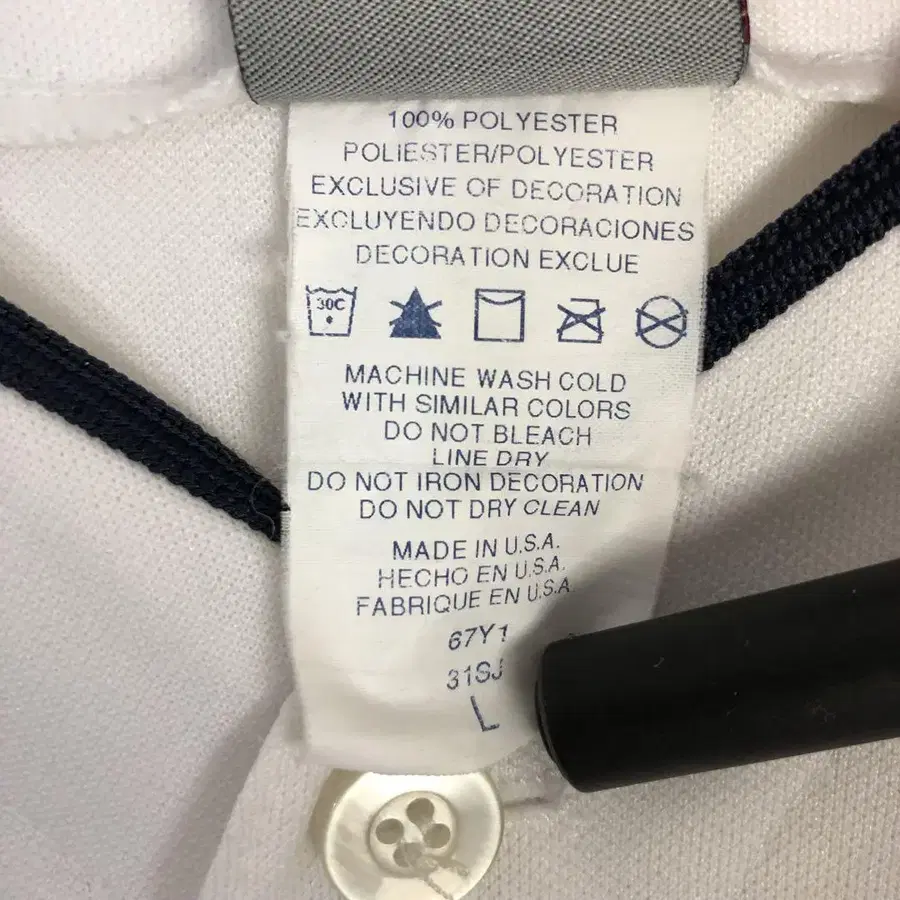 100% POLYESTER
POLIESTER/POLYESTER
EXCLUSIVE OF DECORATION
EXCLUYENDO DECORACIONES
DECORATION EXCLUE
30C
MACHINE WASH COLD
WITH SIMILAR COLORS
DO NOT BLEACH
LINE DRY
DO NOT IRON DECORATION
DO NOT DRY CLEAN
MADE IN U.S.A.
HECHO EN U.S.A.
FABRIQUE EN U.S.A.
67Y1
31SJ
L